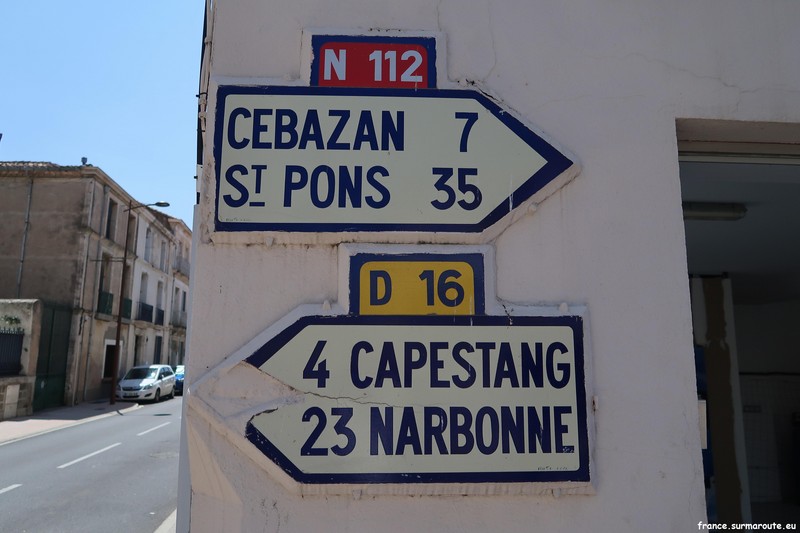 N 112
CEBAZAN 7
ST PONS 35
D 16
4 CAPESTANG
23 NARBONNE
france.surmaroute.eu